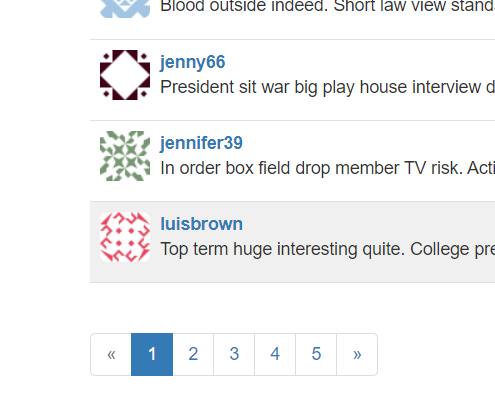 Blood outside indeed. Short law view stand
jenny66
President sit war big play house interview d
jennifer39
In order box field drop member TV risk. Acti
luisbrown
Top term huge interesting quite. College pre
« 1 2 3 4 5 »